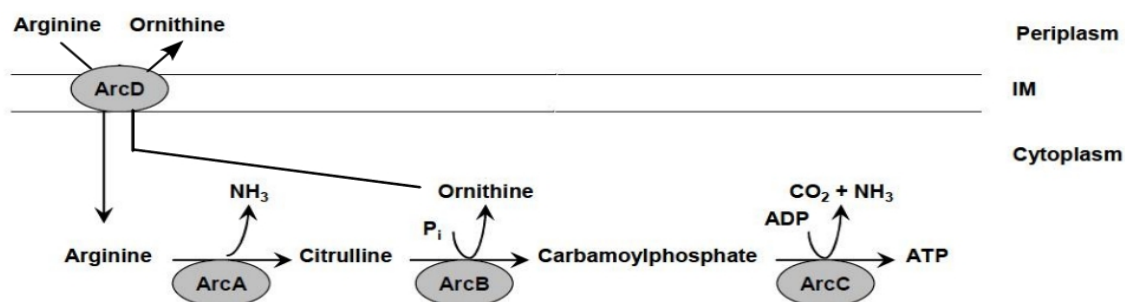 Arginine Ornithine
Periplasm
ArcD
IM
Cytoplasm
NH₃ Ornithine CO₂ + NH₃
Pᵢ ADP
Arginine Citrulline Carbamoylphosphate ATP
ArcA ArcB ArcC